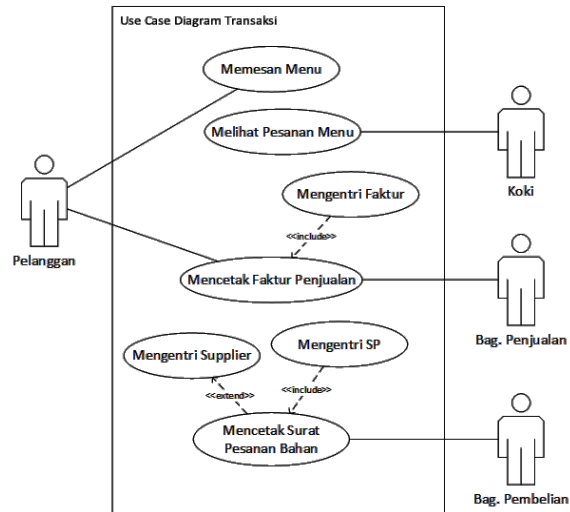 Use Case Diagram Transaksi
Memesan Menu
Melihat Pesanan Menu
Koki
Mengentri Faktur
<<include>>
Pelanggan
Mencetak Faktur Penjualan
Bag. Penjualan
Mengentri Supplier
Mengentri SP
<<extend>>
<<include>>
Mencetak Surat
Pesanan Bahan
Bag. Pembelian